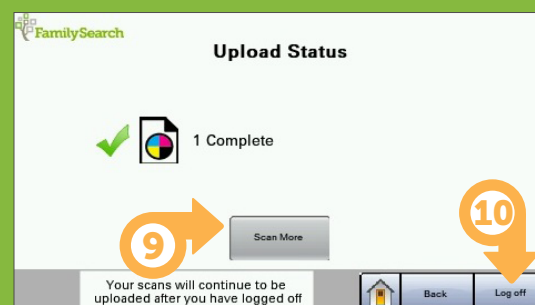 FamilySearch
Upload Status
1 Complete
10
9
Scan More
Your scans will continue to be
uploaded after you have logged off
Back
Log off